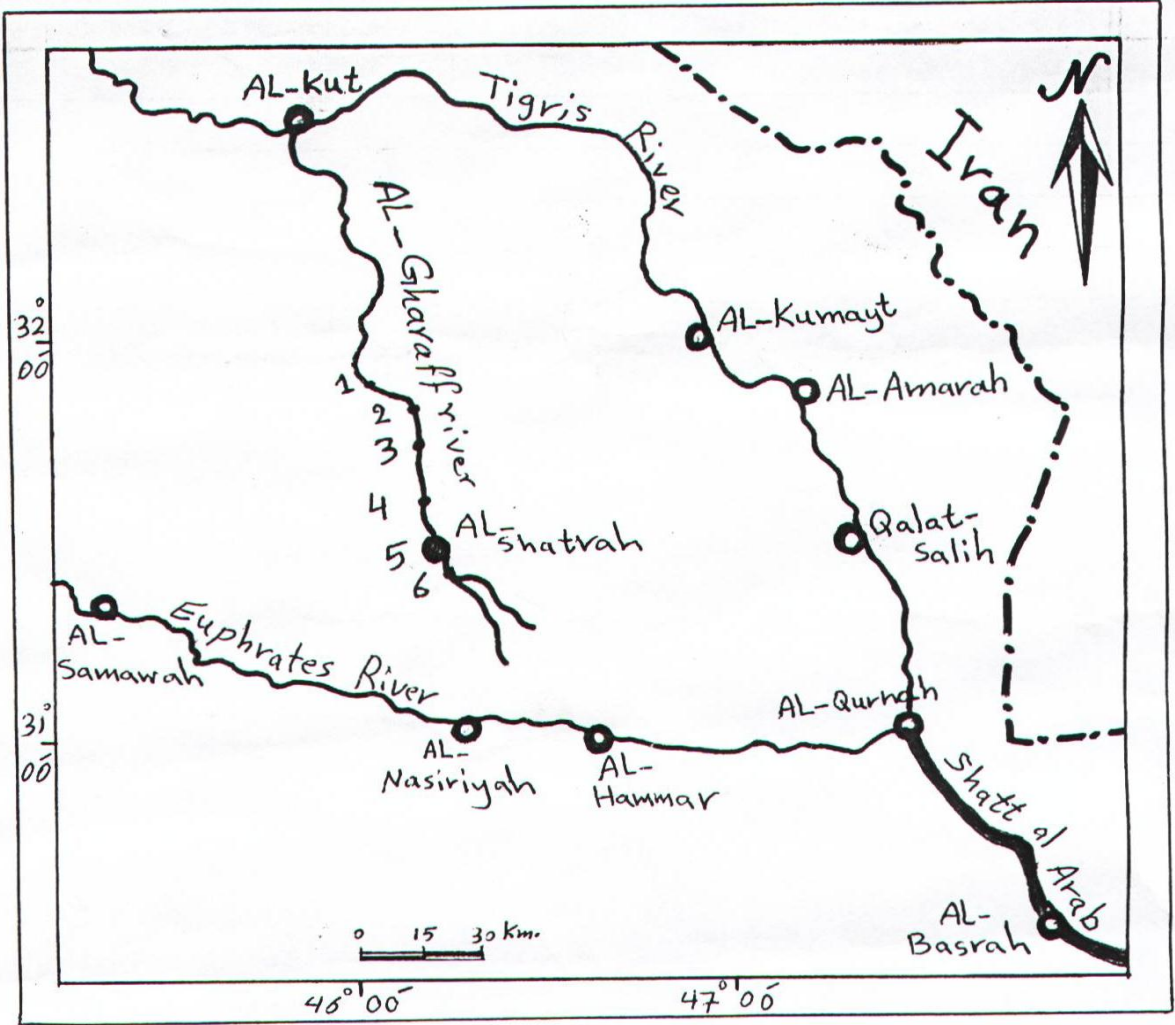 N
AL-Kut
Tigris
River
Iran
AL-Gharaff river
32°
00'
AL-Kumayt
AL-Amarah
1
2
3
4
5
6
AL-
Shatrah
Qalat-
Salih
AL-
Samawah
Euphrates River
31°
00'
AL-
Nasiriyah
AL-
Hammar
AL-Qurnah
Shatt al
Arab
AL-
Basrah
0 15 30 Km.
46°00' 47°00'